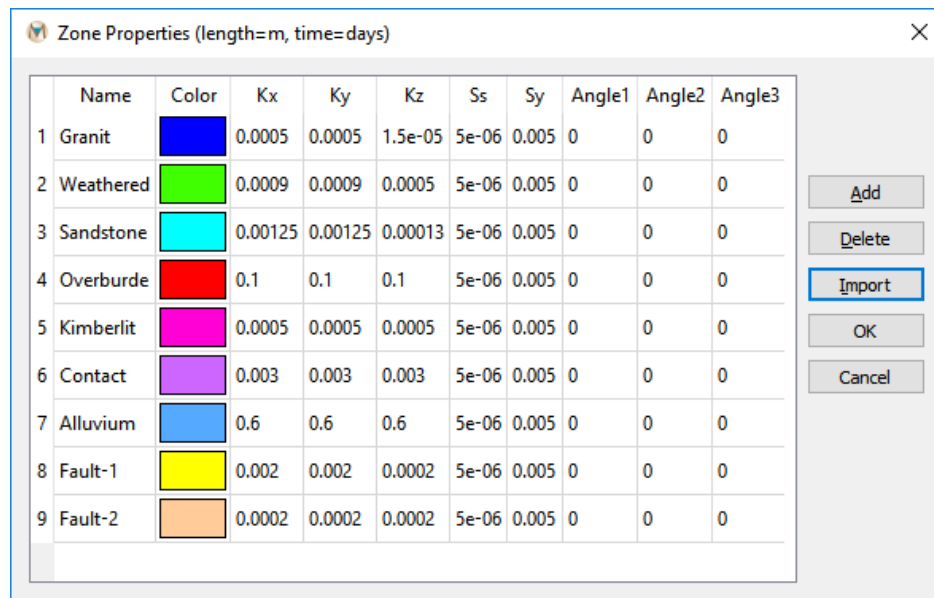 Zone Properties (length=m, time=days)
Name Color Kx Ky Kz Ss Sy Angle1 Angle2 Angle3
1 Granit 0.0005 0.0005 1.5e-05 5e-06 0.005 0 0 0
2 Weathered 0.0009 0.0009 0.0005 5e-06 0.005 0 0 0
3 Sandstone 0.00125 0.00125 0.00013 5e-06 0.005 0 0 0
4 Overburde 0.1 0.1 0.1 5e-06 0.005 0 0 0
5 Kimberlit 0.0005 0.0005 0.0005 5e-06 0.005 0 0 0
6 Contact 0.003 0.003 0.003 5e-06 0.005 0 0 0
7 Alluvium 0.6 0.6 0.6 5e-06 0.005 0 0 0
8 Fault-1 0.002 0.002 0.0002 5e-06 0.005 0 0 0
9 Fault-2 0.0002 0.0002 0.0002 5e-06 0.005 0 0 0
Add
Delete
Import
OK
Cancel